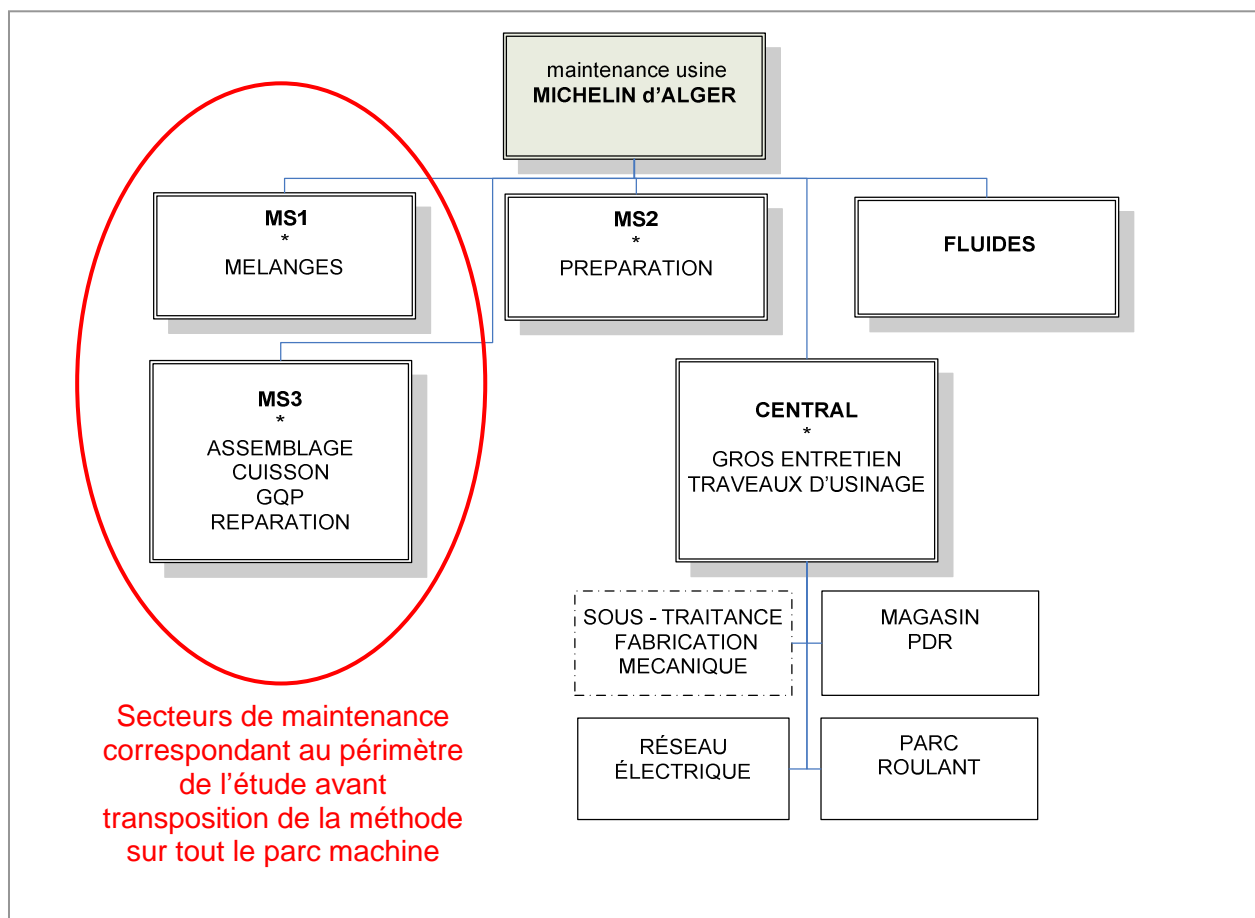 maintenance usine
MICHELIN d'ALGER
MS1
*
MELANGES
MS2
*
PREPARATION
FLUIDES
MS3
*
ASSEMBLAGE
CUISSON
GQP
REPARATION
CENTRAL
*
GROS ENTRETIEN
TRAVEAUX D'USINAGE
SOUS - TRAITANCE
FABRICATION
MECANIQUE
MAGASIN
PDR
RÉSEAU
ÉLECTRIQUE
PARC
ROULANT
Secteurs de maintenance
correspondant au périmètre
de l'étude avant
transposition de la méthode
sur tout le parc machine